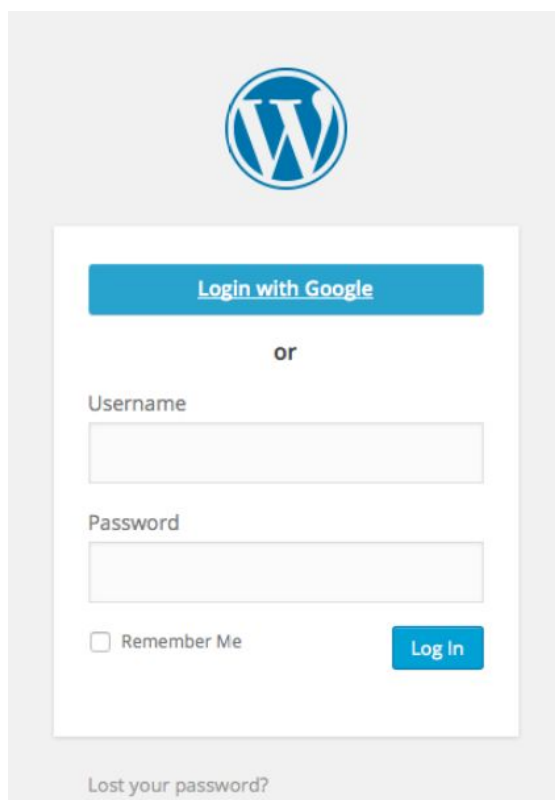 Login with Google
or
Username
Password
Remember Me
Log In
Lost your password?